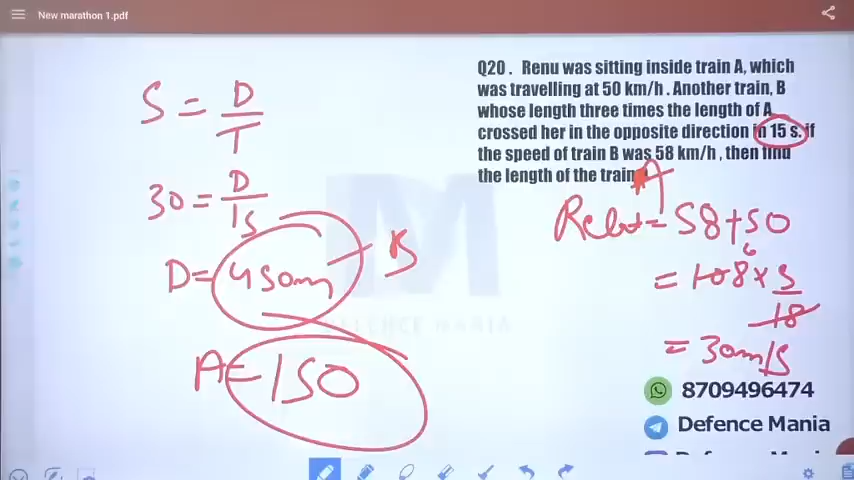 New marathon 1.pdf
Q20 . Renu was sitting inside train A, which
was travelling at 50 km/h . Another train, B
whose length three times the length of A
crossed her in the opposite direction in 15 s. if
the speed of train B was 58 km/h , then find
the length of the train A
S = D/T
30 = D/15
D = 450m B
A = 150
Relat = 58+50
= 108 × 5/18
6
= 30m/s
8709496474
Defence Mania